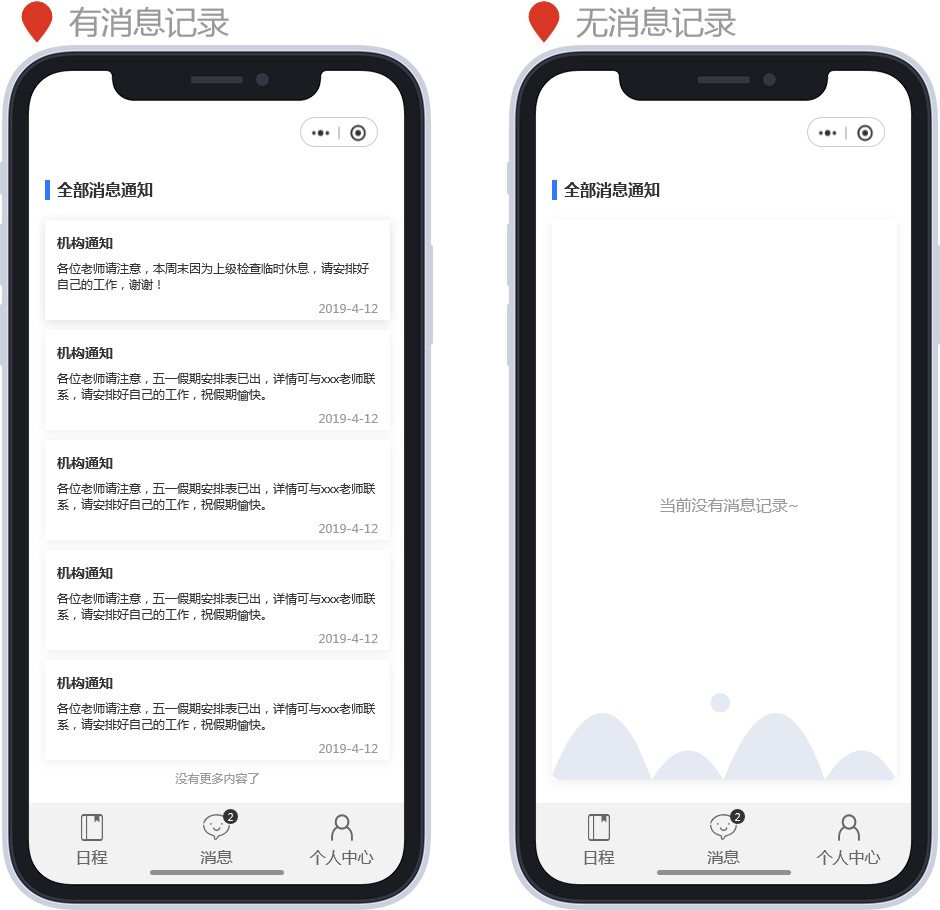 有消息记录
全部消息通知
机构通知
各位老师请注意，本周末因为上级检查临时休息，请安排好
自己的工作，谢谢！
2019-4-12
机构通知
各位老师请注意，五一假期安排表已出，详情可与xxx老师联
系，请安排好自己的工作，祝假期愉快。
2019-4-12
机构通知
各位老师请注意，五一假期安排表已出，详情可与xxx老师联
系，请安排好自己的工作，祝假期愉快。
2019-4-12
机构通知
各位老师请注意，五一假期安排表已出，详情可与xxx老师联
系，请安排好自己的工作，祝假期愉快。
2019-4-12
机构通知
各位老师请注意，五一假期安排表已出，详情可与xxx老师联
系，请安排好自己的工作，祝假期愉快。
2019-4-12
没有更多内容了
2
日程 消息 个人中心
无消息记录
全部消息通知
当前没有消息记录~
2
日程 消息 个人中心